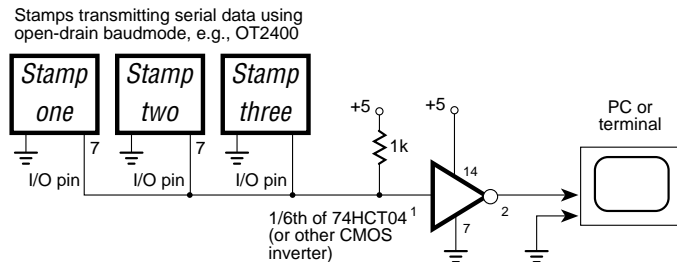 Stamps transmitting serial data using
open-drain baudmode, e.g., OT2400
Stamp
one
Stamp
two
Stamp
three
7
7
I/O pin
I/O pin
I/O pin
+5
1k
+5
14
1
2
7
1/6th of 74HCT04
(or other CMOS
inverter)
PC or
terminal